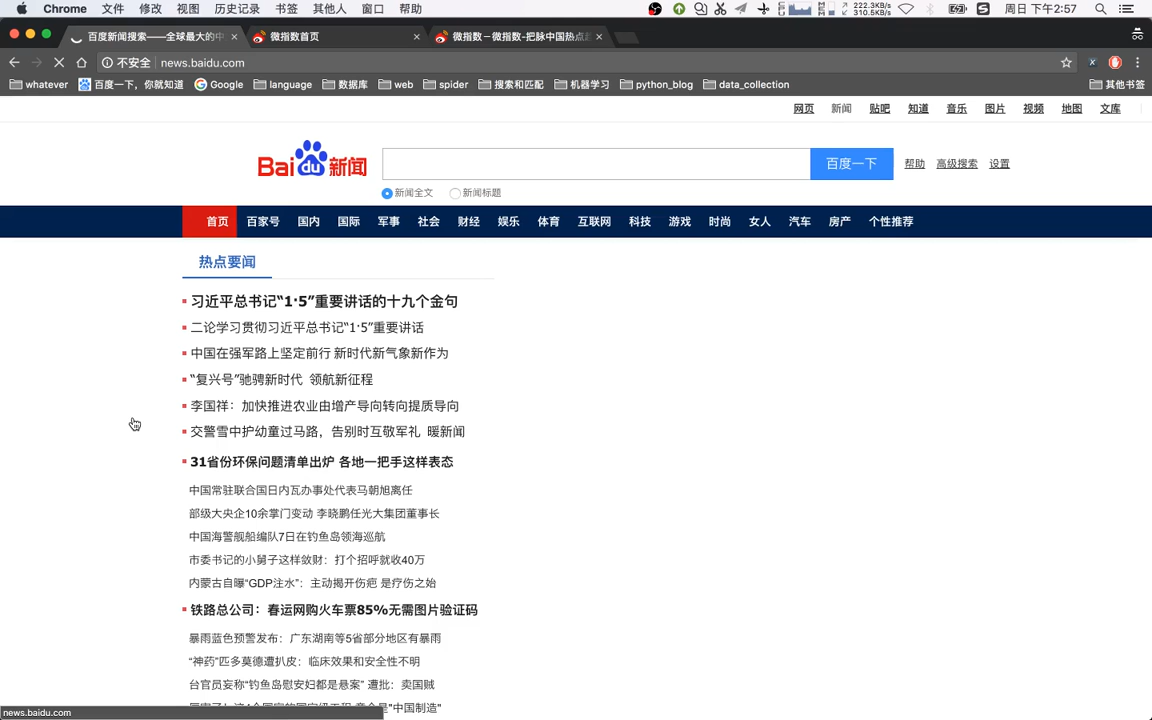 Chrome 文件 修改 视图 历史记录 书签 其他人 窗口 帮助 222.3KB/s 310.5KB/s 周日 下午2:57
百度新闻搜索——全球最大的中 微指数首页 微指数－微指数-把脉中国热点
不安全 news.baidu.com
whatever 百度一下，你就知道 Google language 数据库 web spider 搜索和匹配 机器学习 python_blog data_collection 其他书签
网页 新闻 贴吧 知道 音乐 图片 视频 地图 文库
Bai du 新闻 百度一下 帮助 高级搜索 设置
新闻全文 新闻标题
首页 百家号 国内 国际 军事 社会 财经 娱乐 体育 互联网 科技 游戏 时尚 女人 汽车 房产 个性推荐
热点要闻
习近平总书记“1·5”重要讲话的十九个金句
二论学习贯彻习近平总书记“1·5”重要讲话
中国在强军路上坚定前行 新时代新气象新作为
“复兴号”驰骋新时代 领航新征程
李国祥：加快推进农业由增产导向转向提质导向
交警雪中护幼童过马路，告别时互敬军礼 暖新闻
31省份环保问题清单出炉 各地一把手这样表态
中国常驻联合国日内瓦办事处代表马朝旭离任
部级大央企10余掌门变动 李晓鹏任光大集团董事长
中国海警舰船编队7日在钓鱼岛领海巡航
市委书记的小舅子这样敛财：打个招呼就收40万
内蒙古自曝“GDP注水”：主动揭开伤疤 是疗伤之始
铁路总公司：春运网购火车票85%无需图片验证码
暴雨蓝色预警发布：广东湖南等5省部分地区有暴雨
“神药”匹多莫德遭扒皮：临床效果和安全性不明
台官员妄称“钓鱼岛慰安妇都是悬案” 遭批：卖国贼
"中国制造"
news.baidu.com